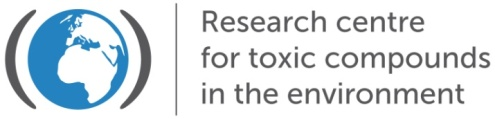 Research centre
for toxic compounds
in the environment